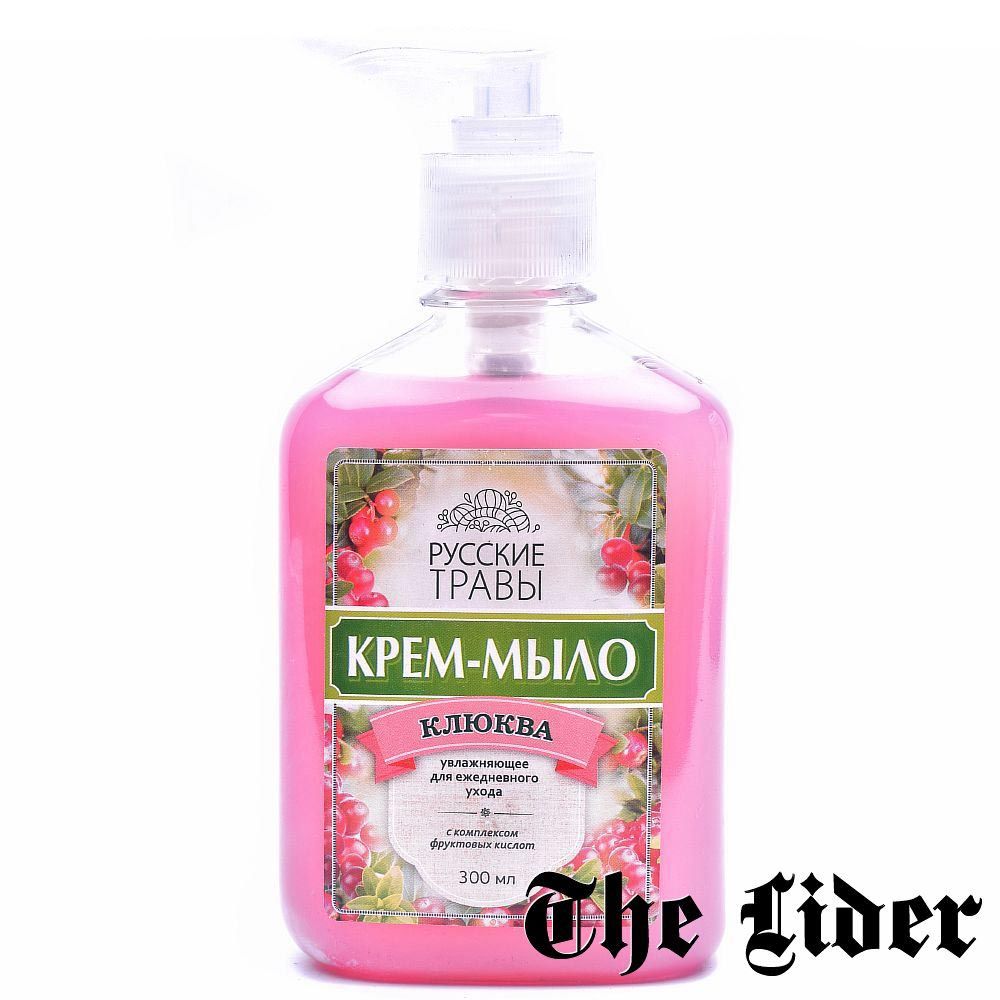 РУССКИЕ
ТРАВЫ
КРЕМ-МЫЛО
КЛЮКВА
увлажняющее
для ежедневного
ухода
с комплексом
фруктовых кислот
300 мл
The Lider